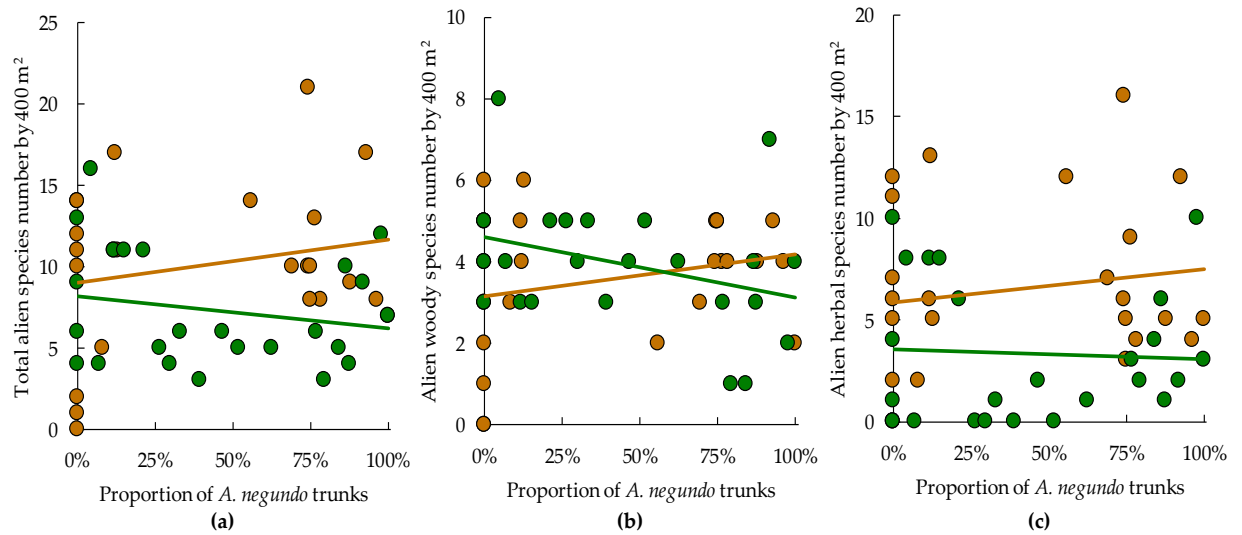 Total alien species number by 400 m²
25
20
15
10
5
0
0% 25% 50% 75% 100%
Proportion of A. negundo trunks
(a)
Alien woody species number by 400 m²
10
8
6
4
2
0
0% 25% 50% 75% 100%
Proportion of A. negundo trunks
(b)
Alien herbal species number by 400 m²
20
15
10
5
0
0% 25% 50% 75% 100%
Proportion of A. negundo trunks
(c)